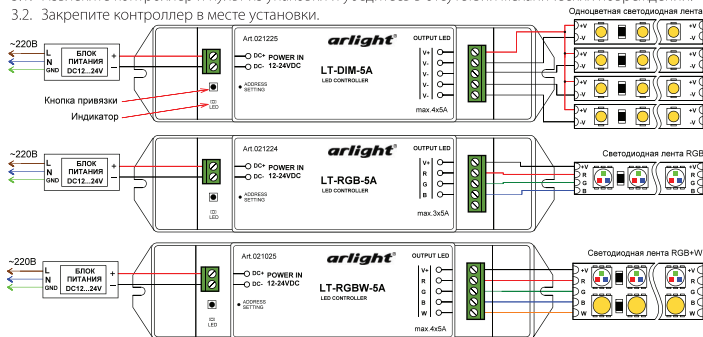 3.2. Закрепите контроллер в месте установки.
Одноцветная светодиодная лента
~220В
L
N
GND
БЛОК
ПИТАНИЯ
DC12...24V
+
–
Кнопка привязки
Индикатор
LED
Art.021225
DC+ POWER IN
DC- 12-24VDC
ADDRESS
SETTING
arlight®
LT-DIM-5A
LED CONTROLLER
OUTPUT LED
V+
V-
V-
V-
V-
max.4x5A
+V
-V
+V
-V
+V
-V
+V
-V
+V
-V
+V
-V
+V
-V
+V
-V
Светодиодная лента RGB
~220В
L
N
GND
БЛОК
ПИТАНИЯ
DC12...24V
+
–
LED
Art.021224
DC+ POWER IN
DC- 12-24VDC
ADDRESS
SETTING
arlight®
LT-RGB-5A
LED CONTROLLER
OUTPUT LED
V+
R
G
B
max.3x5A
+V
R
G
B
+V
R
G
B
Светодиодная лента RGB+W
~220В
L
N
GND
БЛОК
ПИТАНИЯ
DC12...24V
+
–
LED
Art.021025
DC+ POWER IN
DC- 12-24VDC
ADDRESS
SETTING
arlight®
LT-RGBW-5A
LED CONTROLLER
OUTPUT LED
V+
R
G
B
W
max.4x5A
+V
R
G
B
W
+V
R
G
B
W